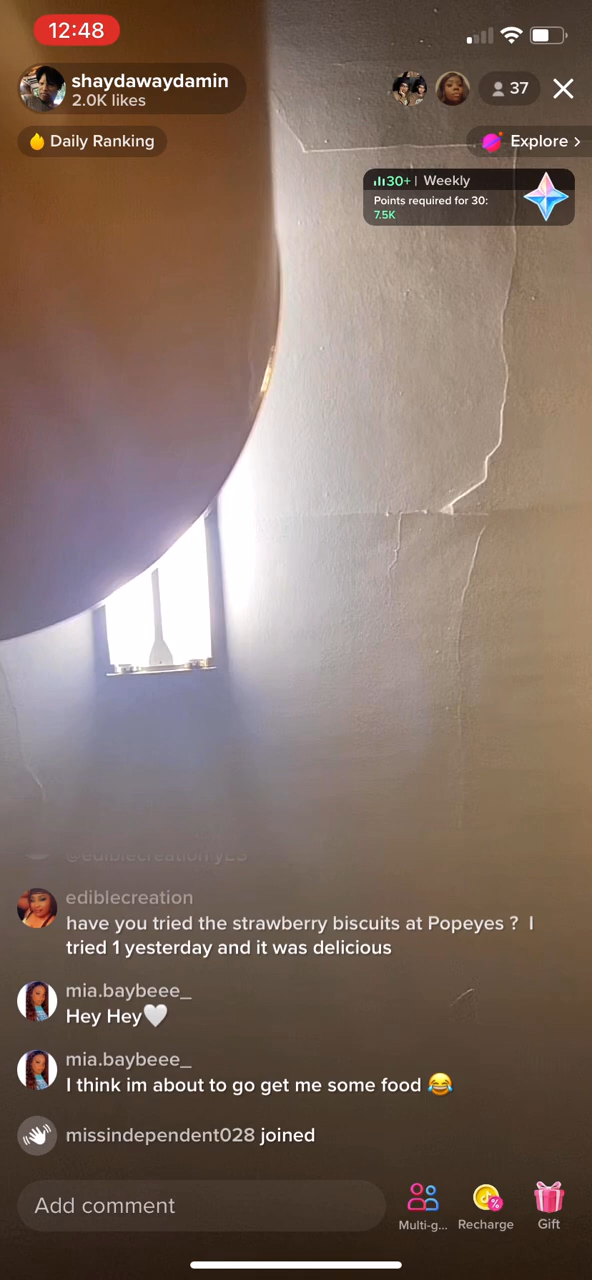 12:48
shaydawaydamin
2.0K likes
37
Daily Ranking
Explore >
30+ | Weekly
Points required for 30:
7.5K
ediblecreation
have you tried the strawberry biscuits at Popeyes ? I
tried 1 yesterday and it was delicious
mia.baybeee_
Hey Hey🤍
mia.baybeee_
I think im about to go get me some food 😂
missindependent028 joined
Add comment
Multi-g...
Recharge
Gift